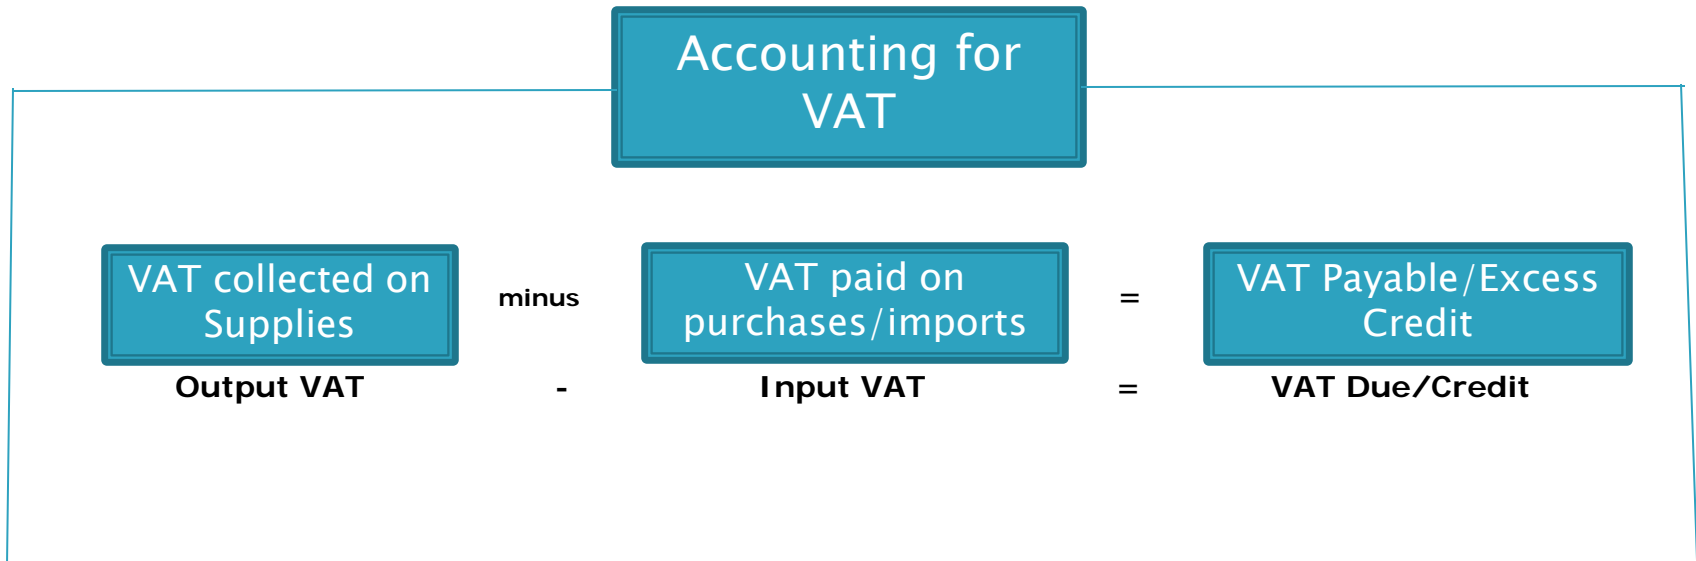 Accounting for
VAT
VAT collected on
Supplies
minus
VAT paid on
purchases/imports
=
VAT Payable/Excess
Credit
Output VAT - Input VAT = VAT Due/Credit